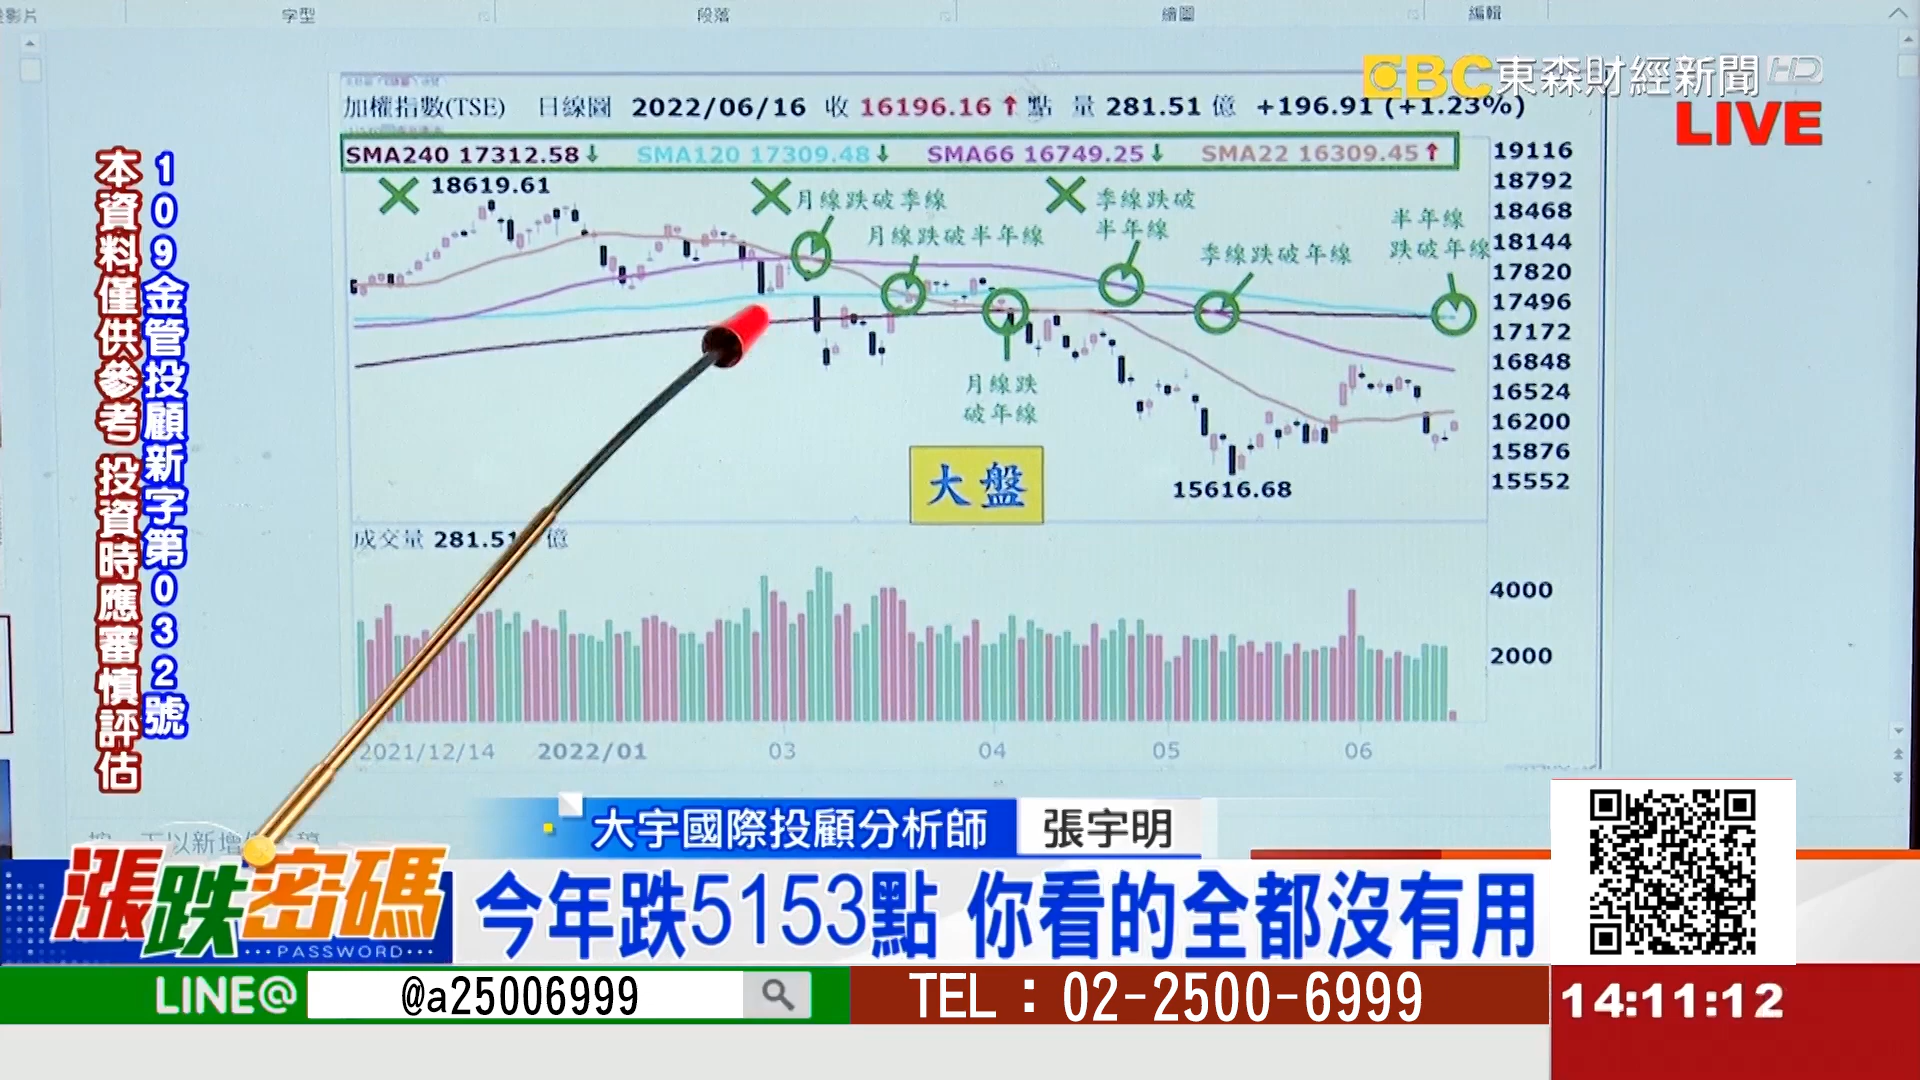 字型
段落
繪圖
編輯
EBC東森財經新聞HD
LIVE
加權指數(TSE) 日線圖 2022/06/16 收 16196.16↑點 量 281.51 億 +196.91 (+1.23%)
SMA240 17312.58↓ SMA120 17309.48↓ SMA66 16749.25↓ SMA22 16309.45↑
19116
18792
18468
18144
17820
17496
17172
16848
16524
16200
15876
15552
18619.61
月線跌破季線
月線跌破半年線
季線跌破
半年線
季線跌破年線
半年線
跌破年線
月線跌
破年線
大盤
15616.68
成交量 281.51 億
4000
2000
2021/12/14 2022/01 03 04 05 06
109金管投顧新字第032號
本資料僅供參考 投資時應審慎評估
大宇國際投顧分析師 張宇明
漲跌密碼
PASSWORD
今年跌5153點 你看的全都沒有用
LINE@ @a25006999
TEL：02-2500-6999
14:11:12